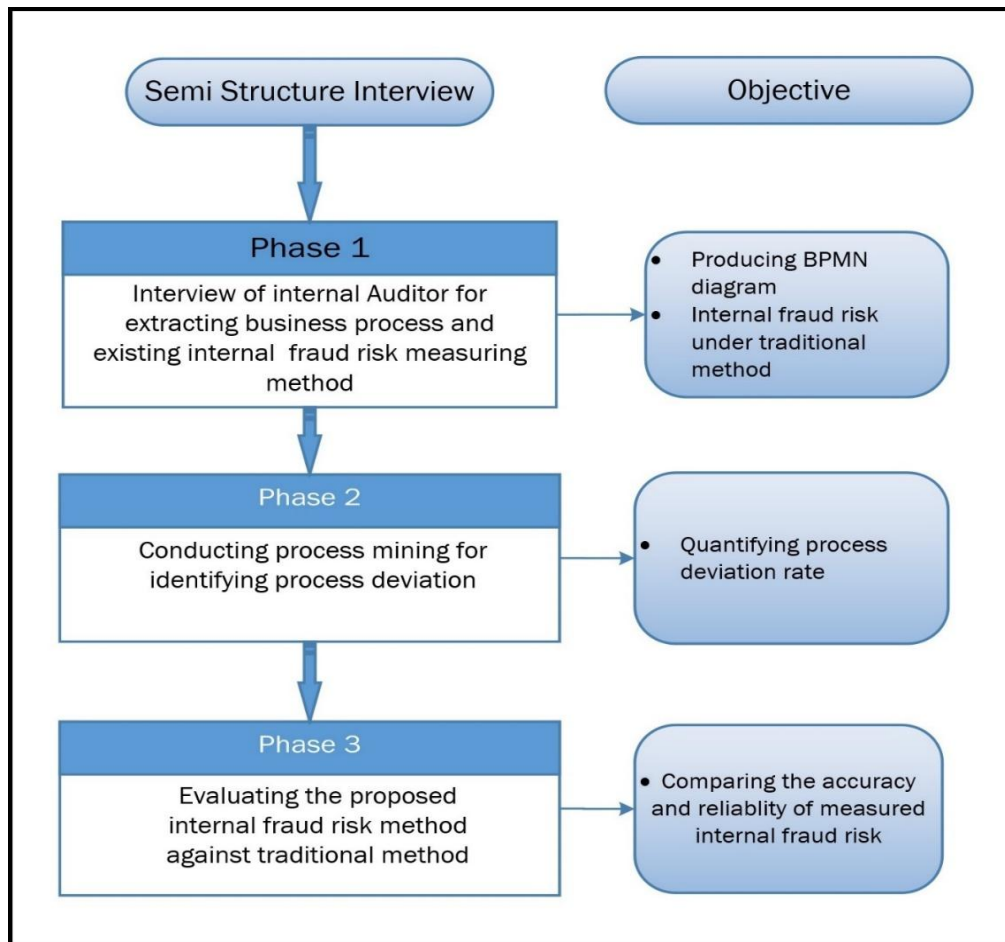 Semi Structure Interview
Objective
Phase 1
Interview of internal Auditor for
extracting business process and
existing internal fraud risk measuring
method
• Producing BPMN
diagram
• Internal fraud risk
under traditional
method
Phase 2
Conducting process mining for
identifying process deviation
• Quantifying process
deviation rate
Phase 3
Evaluating the proposed
internal fraud risk method
against traditional method
• Comparing the accuracy
and reliablity of measured
internal fraud risk